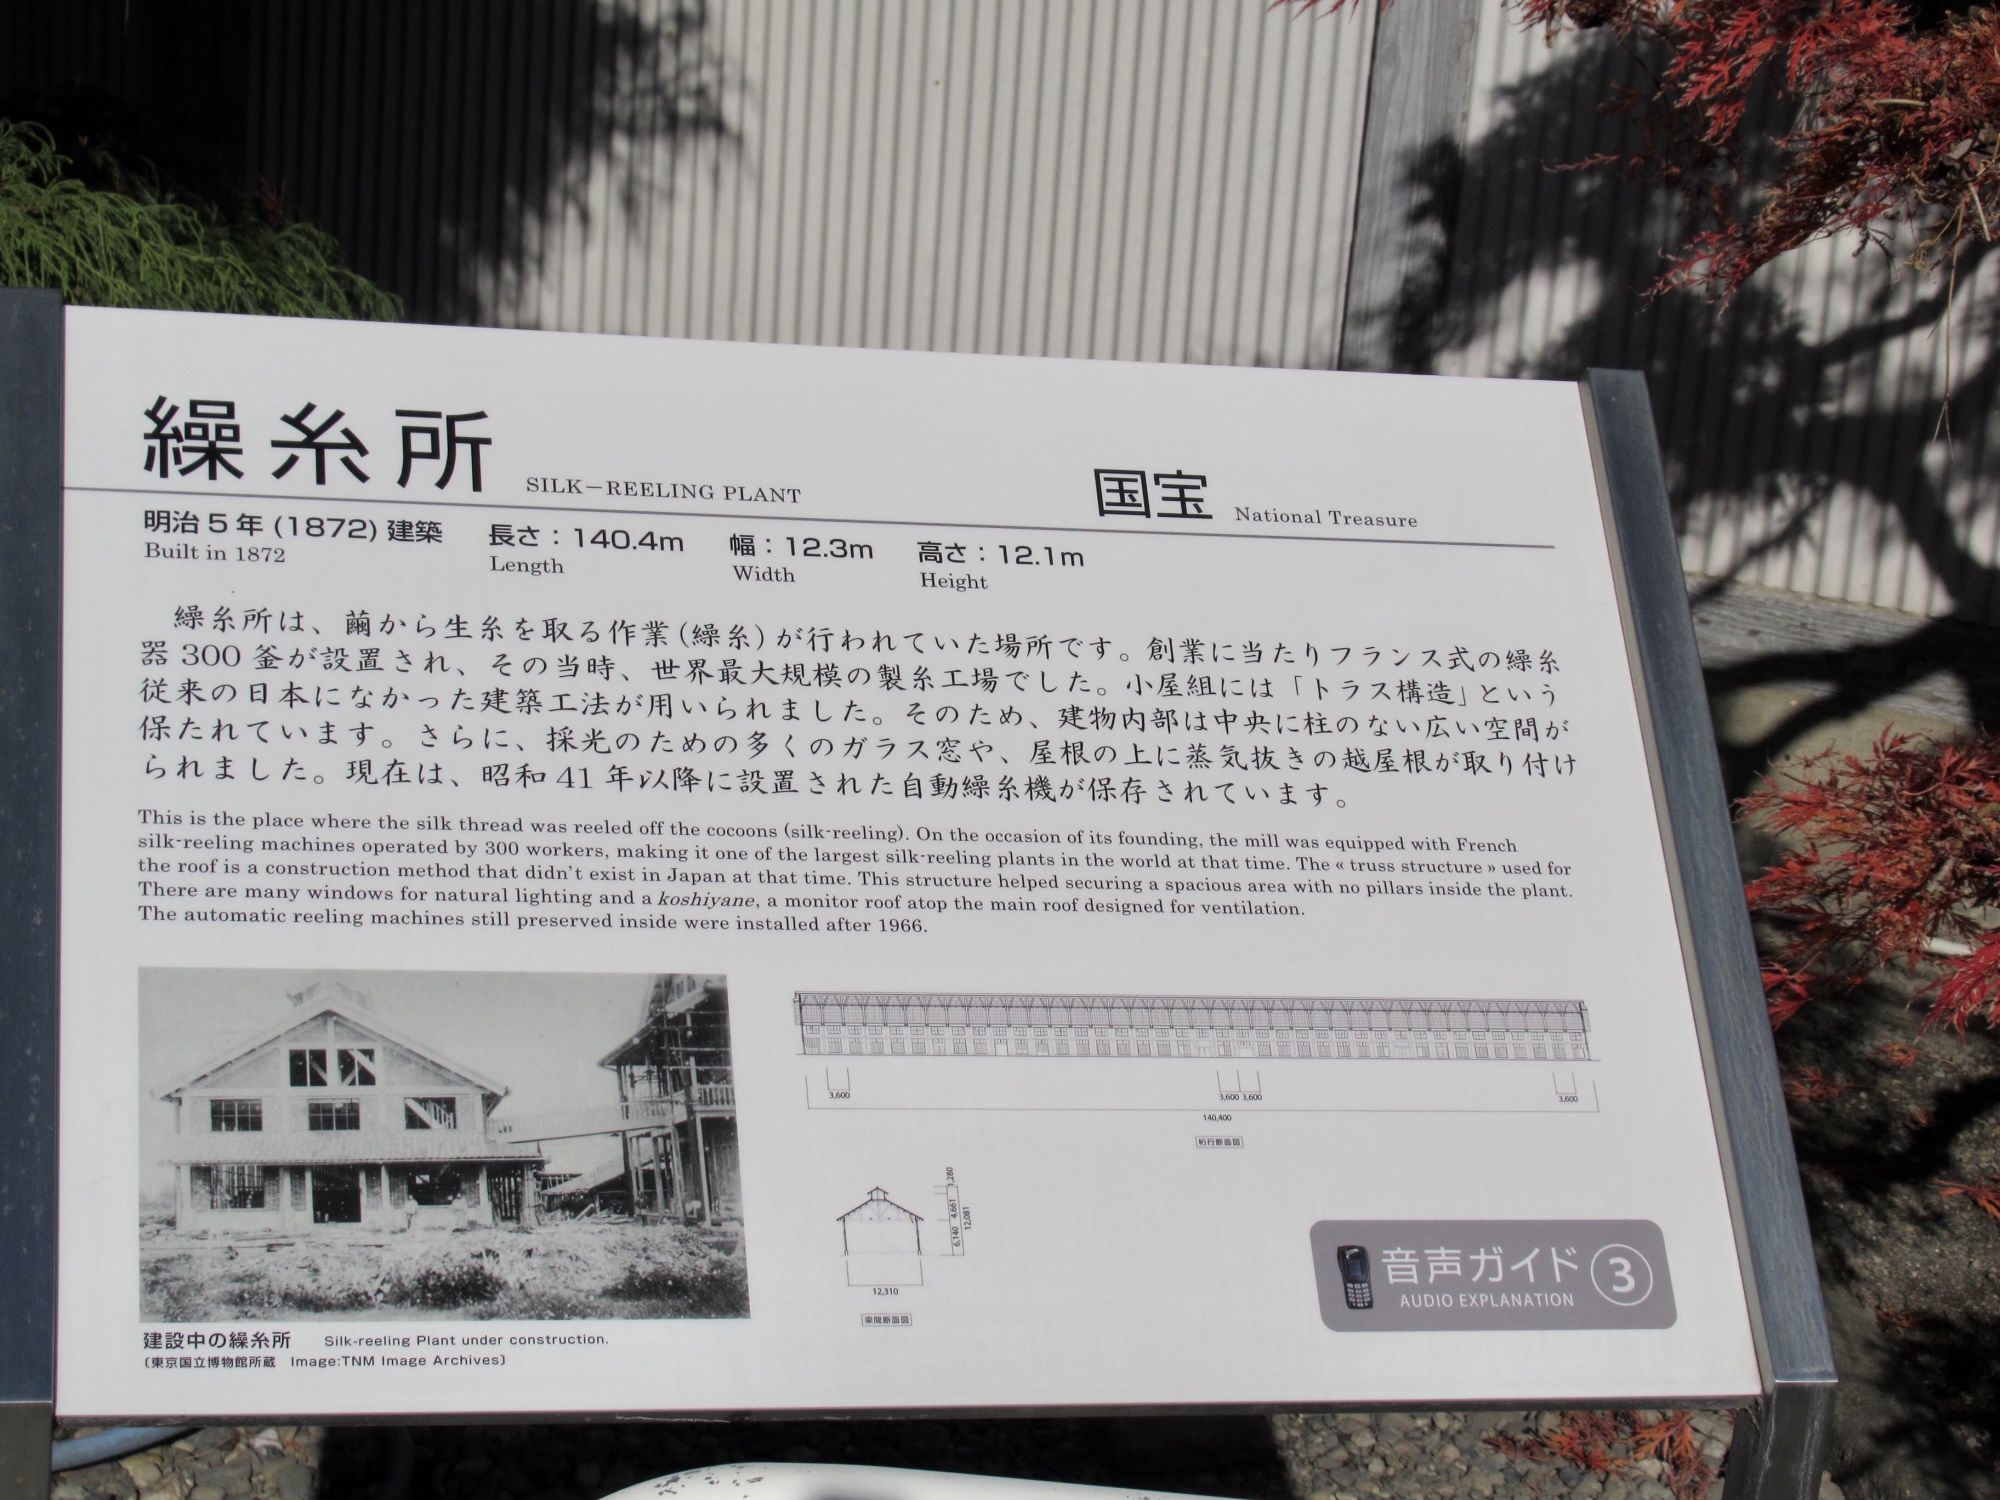 繰糸所 SILK-REELING PLANT 国宝 National Treasure
明治5年(1872)建築 長さ：140.4m 幅：12.3m 高さ：12.1m
Built in 1872 Length Width Height
繰糸所は、繭から生糸を取る作業(繰糸)が行われていた場所です。創業に当たりフランス式の繰糸
器300釜が設置され、その当時、世界最大規模の製糸工場でした。小屋組には「トラス構造」という
従来の日本になかった建築工法が用いられました。そのため、建物内部は中央に柱のない広い空間が
保たれています。さらに、採光のための多くのガラス窓や、屋根の上に蒸気抜きの越屋根が取り付け
られました。現在は、昭和41年以降に設置された自動繰糸機が保存されています。
This is the place where the silk thread was reeled off the cocoons (silk-reeling). On the occasion of its founding, the mill was equipped with French
silk-reeling machines operated by 300 workers, making it one of the largest silk-reeling plants in the world at that time. The « truss structure » used for
the roof is a construction method that didn't exist in Japan at that time. This structure helped securing a spacious area with no pillars inside the plant.
There are many windows for natural lighting and a koshiyane, a monitor roof atop the main roof designed for ventilation.
The automatic reeling machines still preserved inside were installed after 1966.
3,600 3,600 3,600 3,600
140,400
桁行断面図
1,280
4,661
6,140
12,081
12,310
梁間断面図
音声ガイド 3
AUDIO EXPLANATION
建設中の繰糸所 Silk-reeling Plant under construction.
(東京国立博物館所蔵 Image:TNM Image Archives)